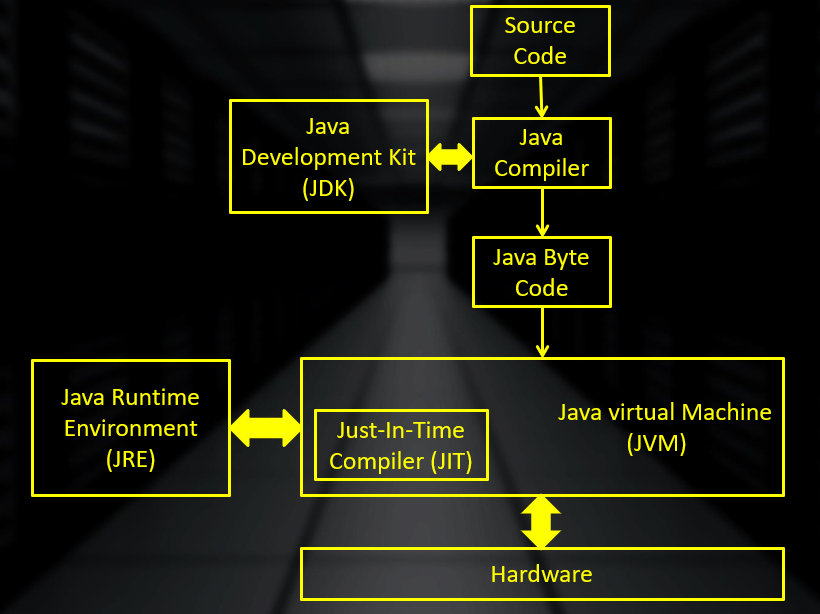 Source
Code
Java
Development Kit
(JDK)
Java
Compiler
Java Byte
Code
Java Runtime
Environment
(JRE)
Just-In-Time
Compiler (JIT)
Java virtual Machine
(JVM)
Hardware